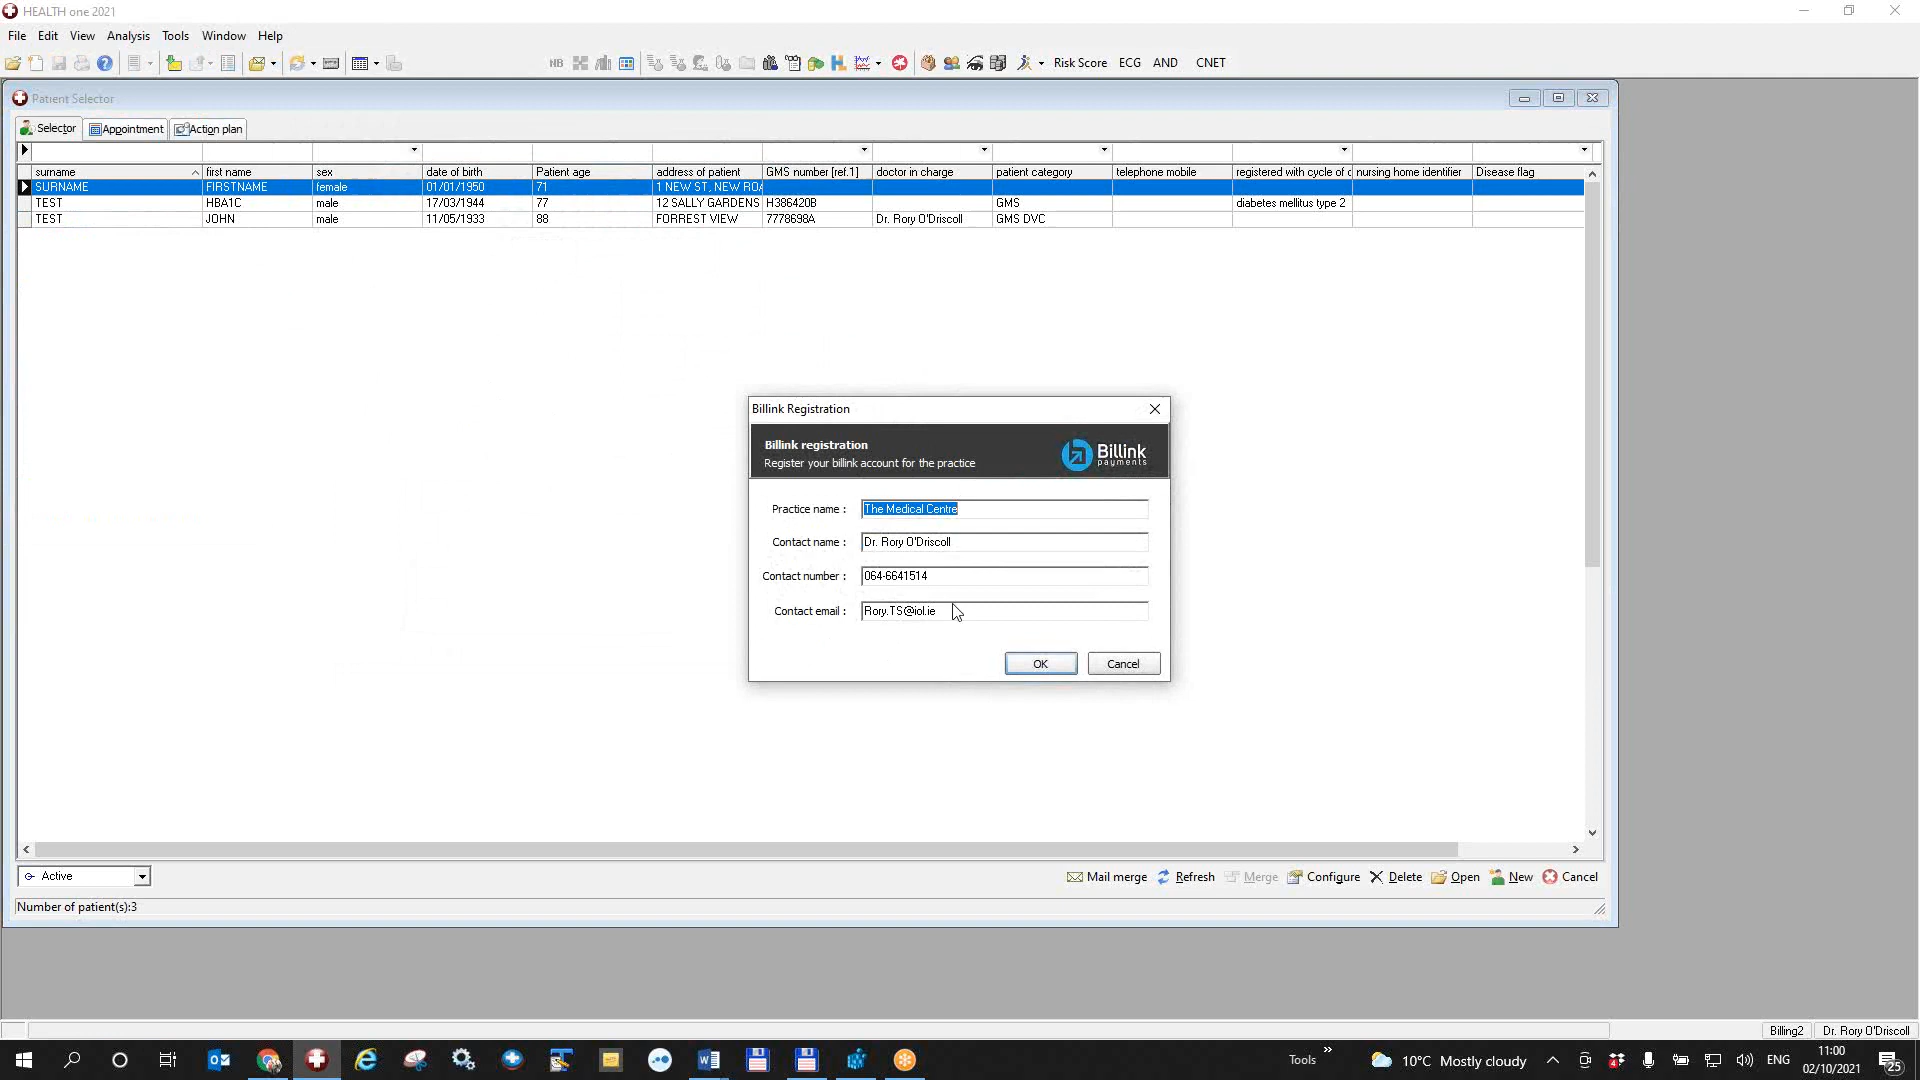 HEALTH one 2021
File Edit View Analysis Tools Window Help
NB Risk Score ECG AND CNET
Patient Selector
Selector Appointment Action plan
surname first name sex date of birth Patient age address of patient GMS number [ref.1] doctor in charge patient category telephone mobile registered with cycle of c nursing home identifier Disease flag
SURNAME FIRSTNAME female 01/01/1950 71 1 NEW ST, NEW ROA
TEST HBA1C male 17/03/1944 77 12 SALLY GARDENS H386420B GMS diabetes mellitus type 2
TEST JOHN male 11/05/1933 88 FORREST VIEW 7778698A Dr. Rory O'Driscoll GMS DVC
Billink Registration
Billink registration
Register your billink account for the practice
Billink
payments
Practice name : The Medical Centre
Contact name : Dr. Rory O'Driscoll
Contact number : 064-6641514
Contact email : Rory.TS@iol.ie
OK Cancel
Active
Mail merge Refresh Merge Configure Delete Open New Cancel
Number of patient(s):3
Billing2 Dr. Rory O'Driscoll
Tools 10°C Mostly cloudy ENG
11:00
02/10/2021
25